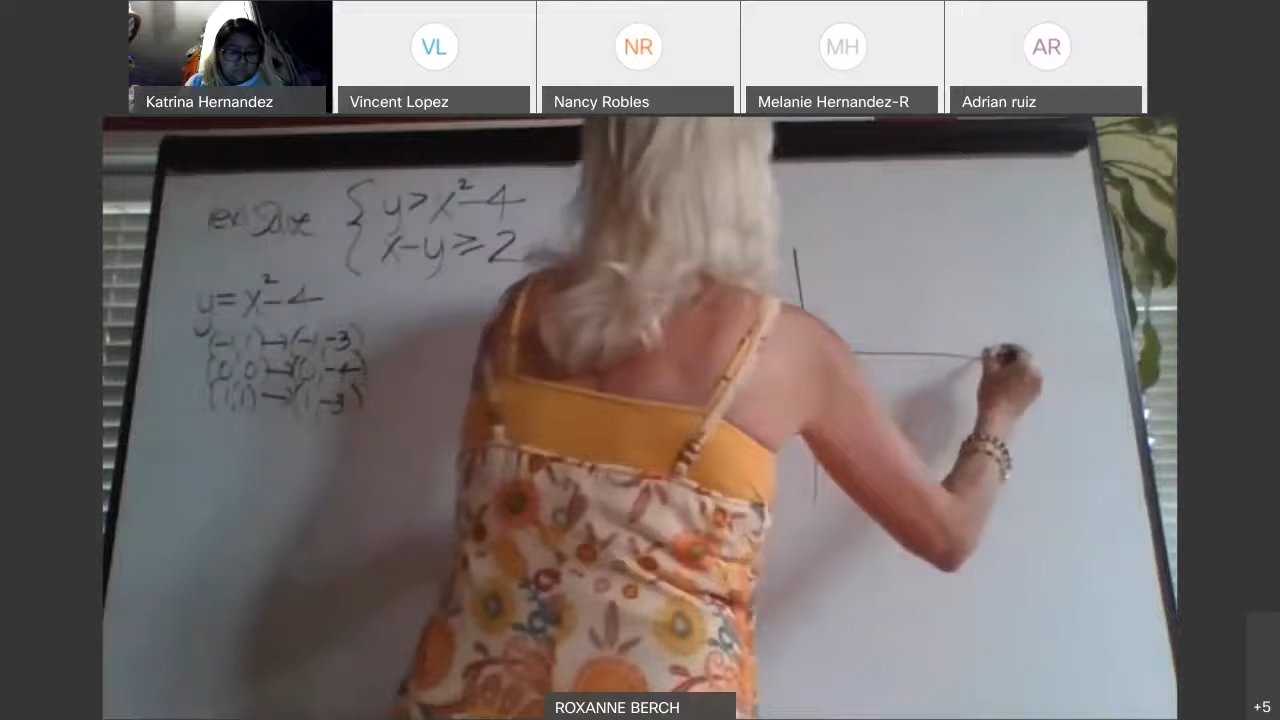 VL
NR
MH
AR
Katrina Hernandez
Vincent Lopez
Nancy Robles
Melanie Hernandez-R
Adrian ruiz
ex: Solve { y > x² - 4
x - y ≥ 2
y = x² - 4
(-1, 1) → (-1, -3)
(0, 0) → (0, -4)
(1, 1) → (1, -3)
ROXANNE BERCH
+5